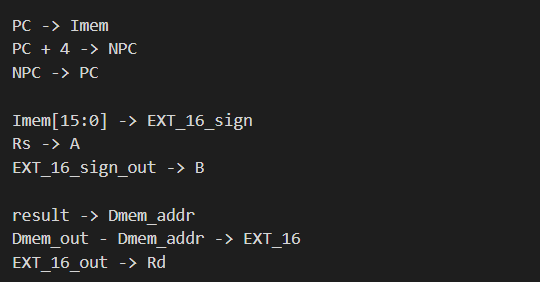 PC -> Imem
PC + 4 -> NPC
NPC -> PC
Imem[15:0] -> EXT_16_sign
Rs -> A
EXT_16_sign_out -> B
result -> Dmem_addr
Dmem_out - Dmem_addr -> EXT_16
EXT_16_out -> Rd